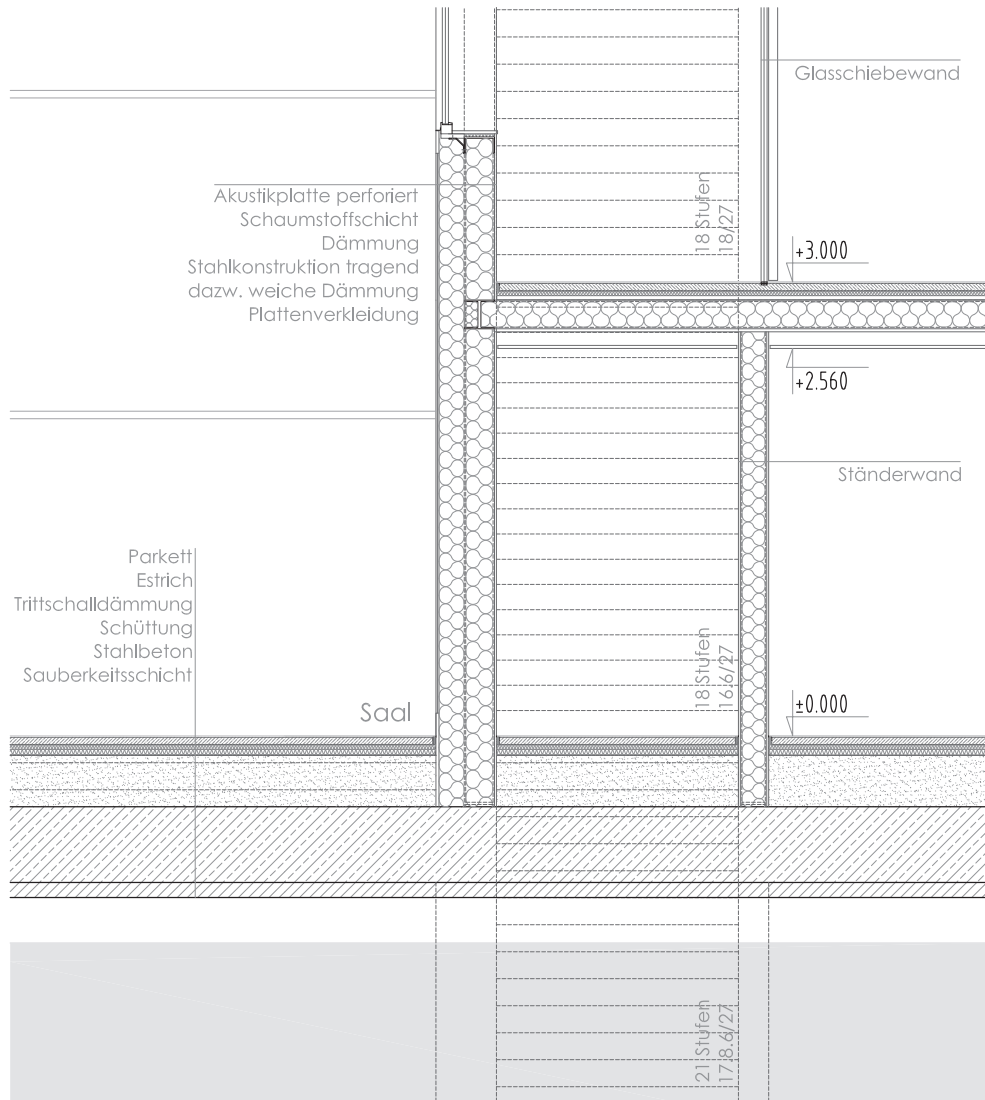 Glasschiebewand
Akustikplatte perforiert
Schaumstoffschicht
Dämmung
Stahlkonstruktion tragend
dazw. weiche Dämmung
Plattenverkleidung
18 Stufen
18/27
+3.000
+2.560
Ständerwand
Parkett
Estrich
Trittschalldämmung
Schüttung
Stahlbeton
Sauberkeitsschicht
18 Stufen
16.6/27
Saal
±0.000
21 Stufen
17.8.6/27